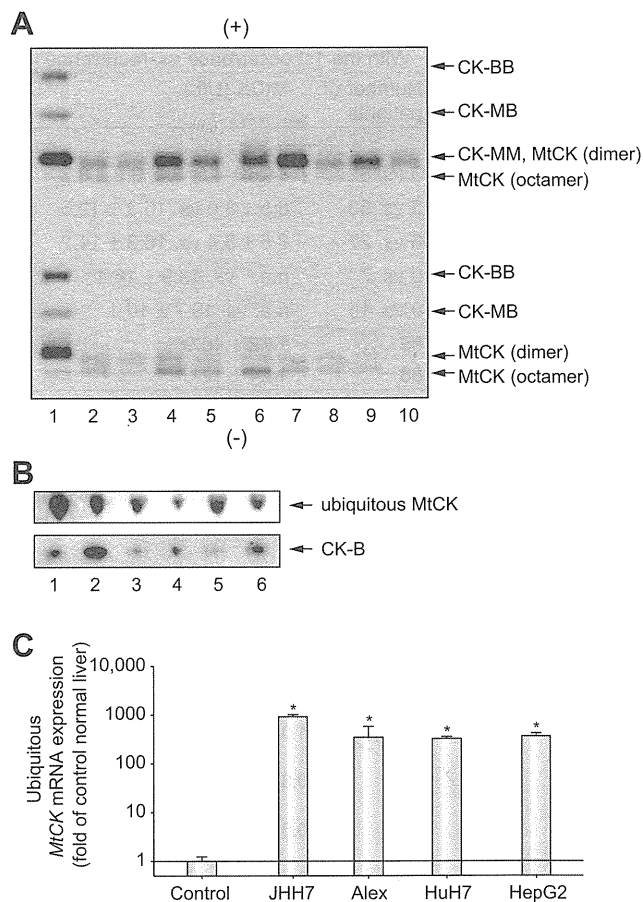 A
(+)
CK-BB
CK-MB
CK-MM, MtCK (dimer)
MtCK (octamer)
CK-BB
CK-MB
MtCK (dimer)
MtCK (octamer)
1 2 3 4 5 6 7 8 9 10
(-)
B
ubiquitous MtCK
CK-B
1 2 3 4 5 6
C
Ubiquitous
MtCK mRNA expression
(fold of control normal liver)
10,000
1000
100
10
1
* * * *
Control JHH7 Alex HuH7 HepG2